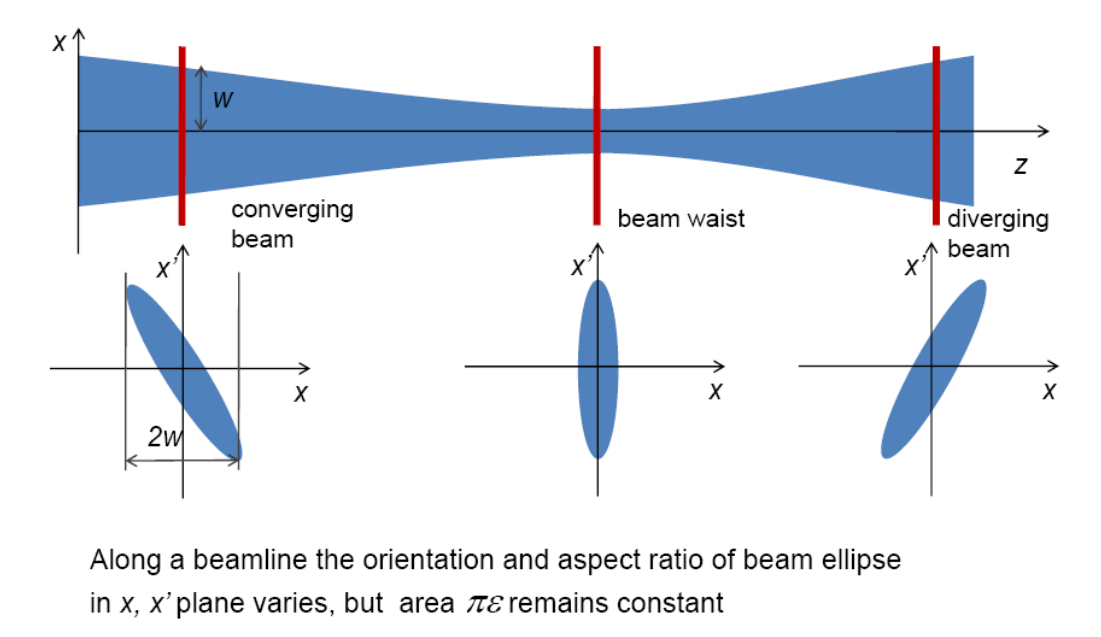 x
w
z
converging
beam
beam waist
diverging
beam
x’
x
2w
x’
x
x’
x
Along a beamline the orientation and aspect ratio of beam ellipse
in x, x’ plane varies, but area πε remains constant